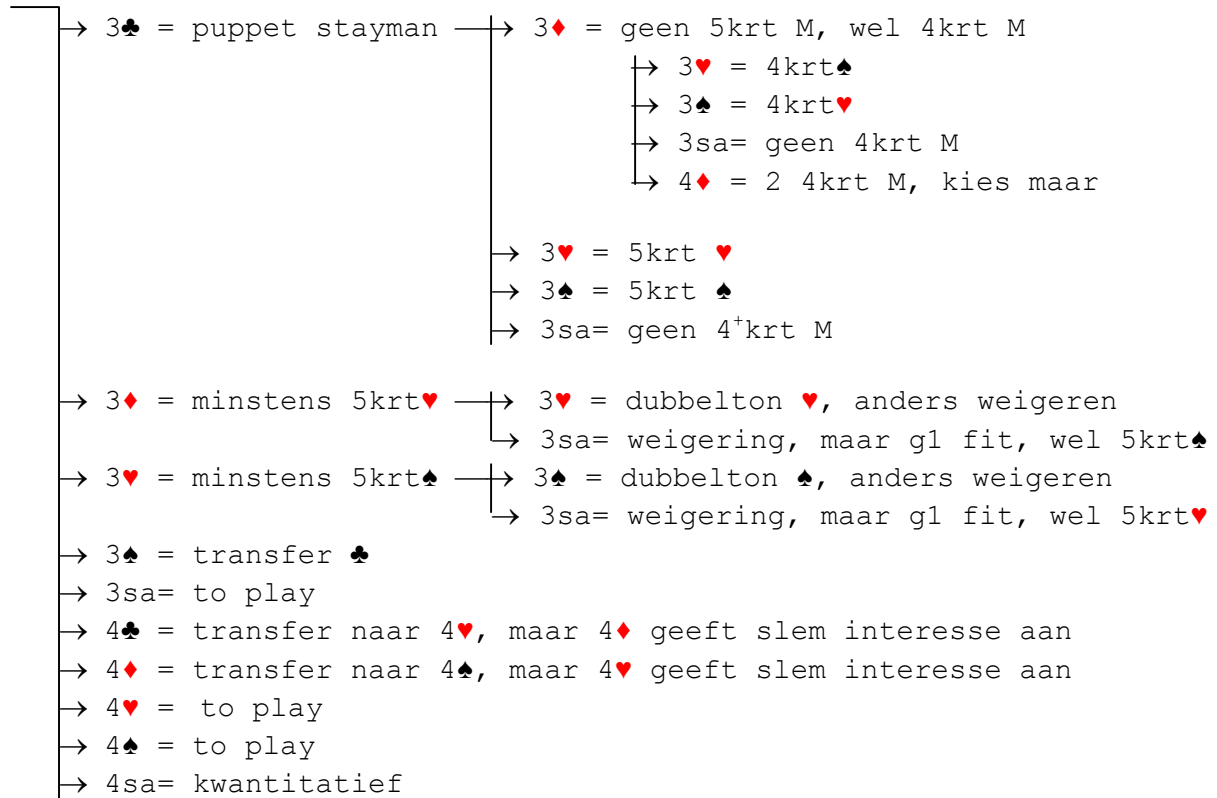 → 3♣ = puppet stayman → 3♦ = geen 5krt M, wel 4krt M
→ 3♥ = 4krt♠
→ 3♠ = 4krt♥
→ 3sa= geen 4krt M
→ 4♦ = 2 4krt M, kies maar
→ 3♥ = 5krt ♥
→ 3♠ = 5krt ♠
→ 3sa= geen 4⁺krt M
→ 3♦ = minstens 5krt♥ → 3♥ = dubbelton ♥, anders weigeren
→ 3sa= weigering, maar g1 fit, wel 5krt♠
→ 3♥ = minstens 5krt♠ → 3♠ = dubbelton ♠, anders weigeren
→ 3sa= weigering, maar g1 fit, wel 5krt♥
→ 3♠ = transfer ♣
→ 3sa= to play
→ 4♣ = transfer naar 4♥, maar 4♦ geeft slem interesse aan
→ 4♦ = transfer naar 4♠, maar 4♥ geeft slem interesse aan
→ 4♥ = to play
→ 4♠ = to play
→ 4sa= kwantitatief